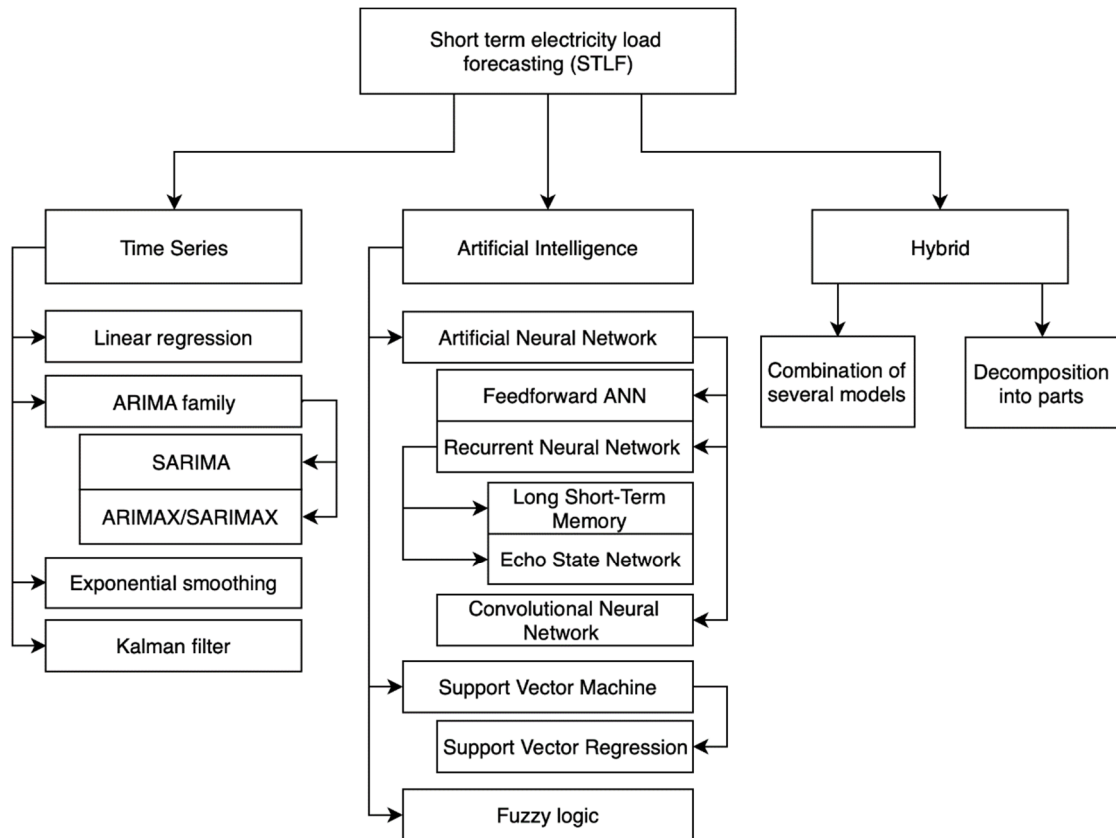 Short term electricity load
forecasting (STLF)
Time Series
Artificial Intelligence
Hybrid
Linear regression
ARIMA family
SARIMA
ARIMAX/SARIMAX
Exponential smoothing
Kalman filter
Artificial Neural Network
Feedforward ANN
Recurrent Neural Network
Long Short-Term
Memory
Echo State Network
Convolutional Neural
Network
Support Vector Machine
Support Vector Regression
Fuzzy logic
Combination of
several models
Decomposition
into parts